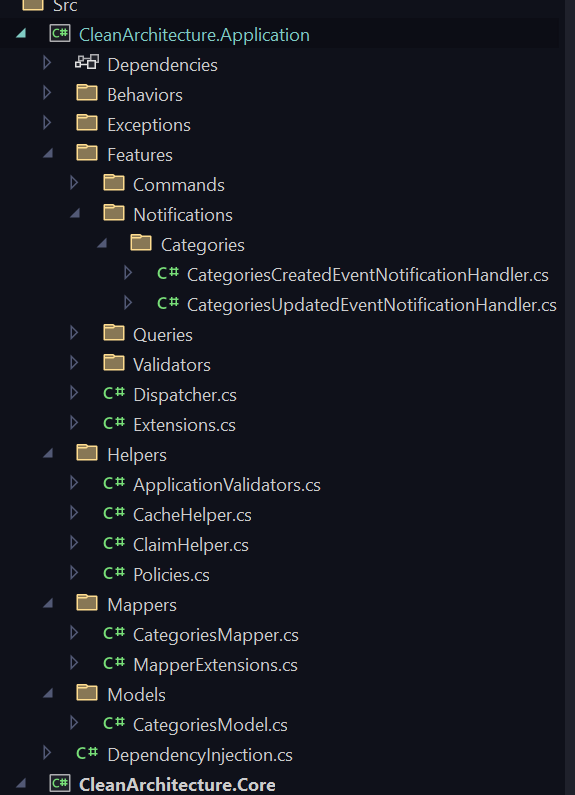 Src
C# CleanArchitecture.Application
Dependencies
Behaviors
Exceptions
Features
Commands
Notifications
Categories
C# CategoriesCreatedEventNotificationHandler.cs
C# CategoriesUpdatedEventNotificationHandler.cs
Queries
Validators
C# Dispatcher.cs
C# Extensions.cs
Helpers
C# ApplicationValidators.cs
C# CacheHelper.cs
C# ClaimHelper.cs
C# Policies.cs
Mappers
C# CategoriesMapper.cs
C# MapperExtensions.cs
Models
C# CategoriesModel.cs
C# DependencyInjection.cs
C# CleanArchitecture.Core